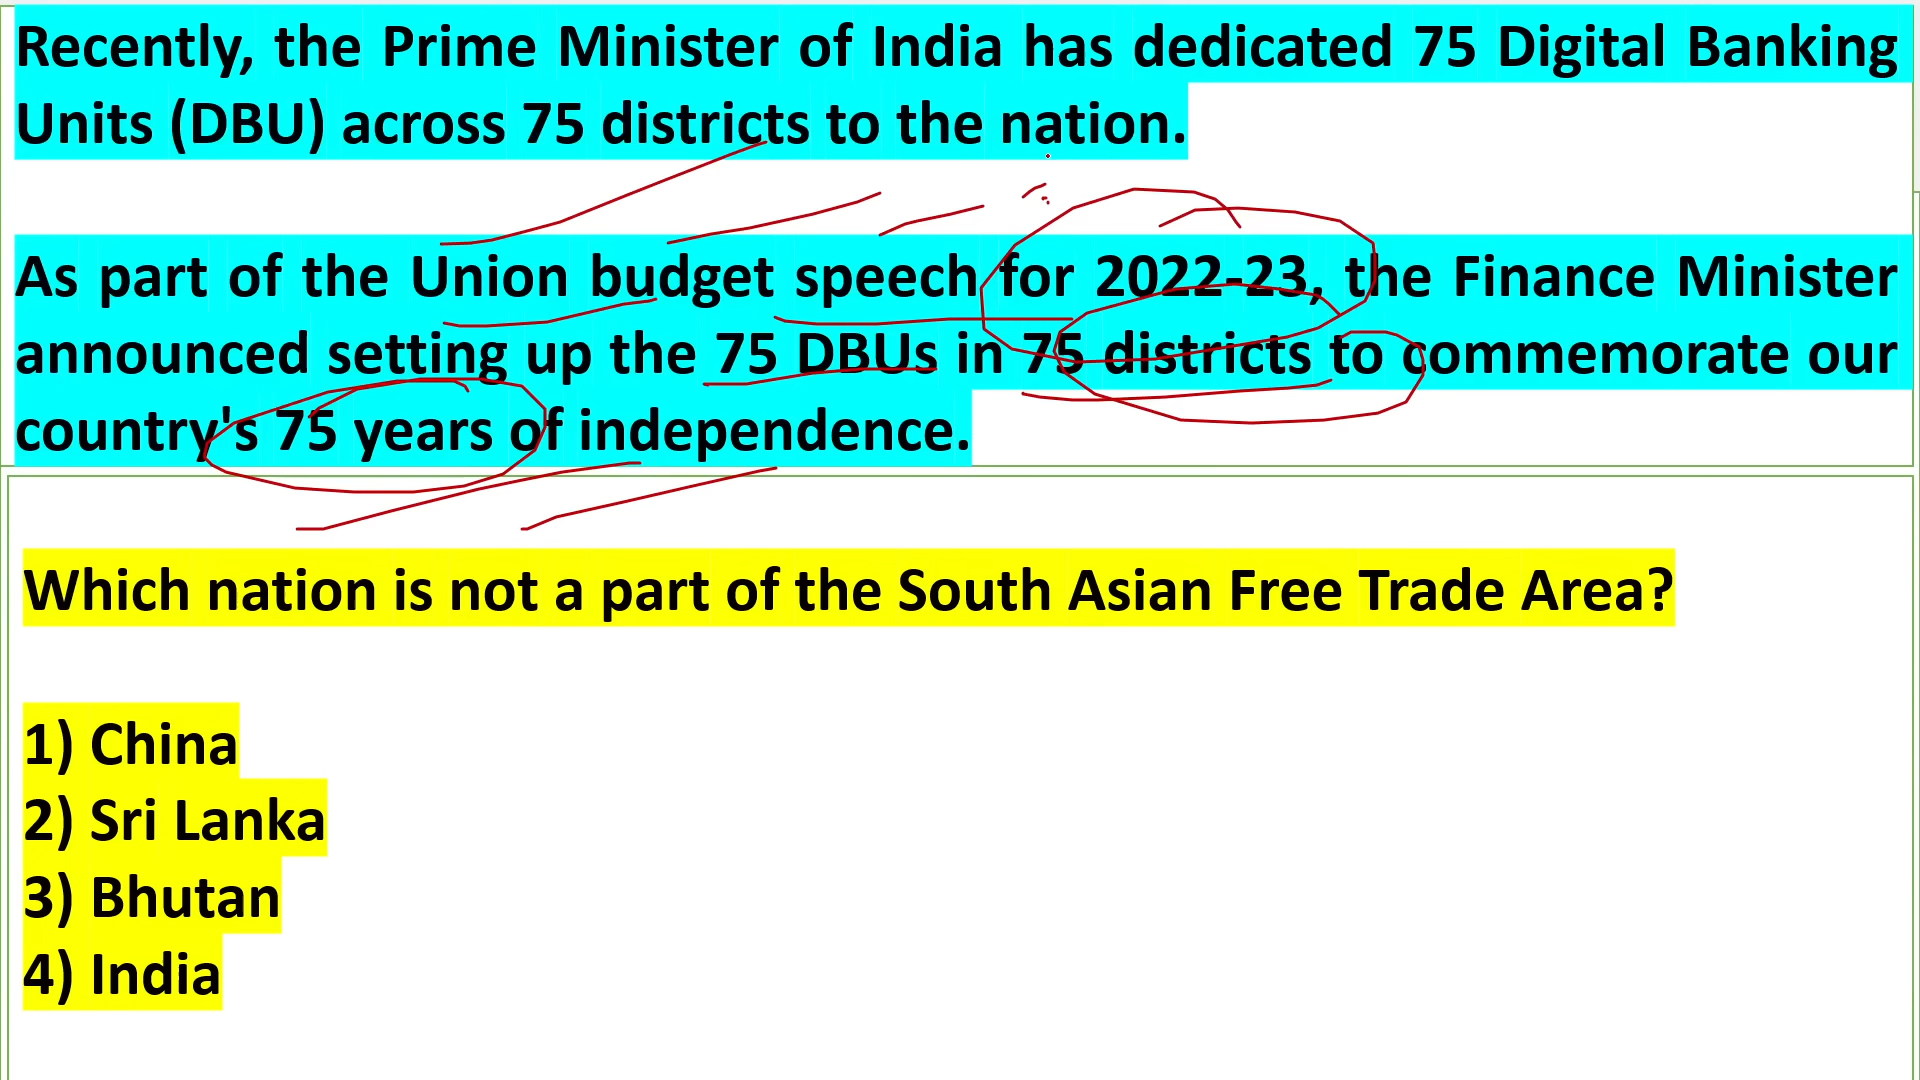 Recently, the Prime Minister of India has dedicated 75 Digital Banking
Units (DBU) across 75 districts to the nation.
As part of the Union budget speech for 2022-23, the Finance Minister
announced setting up the 75 DBUs in 75 districts to commemorate our
country's 75 years of independence.
Which nation is not a part of the South Asian Free Trade Area?
1) China
2) Sri Lanka
3) Bhutan
4) India